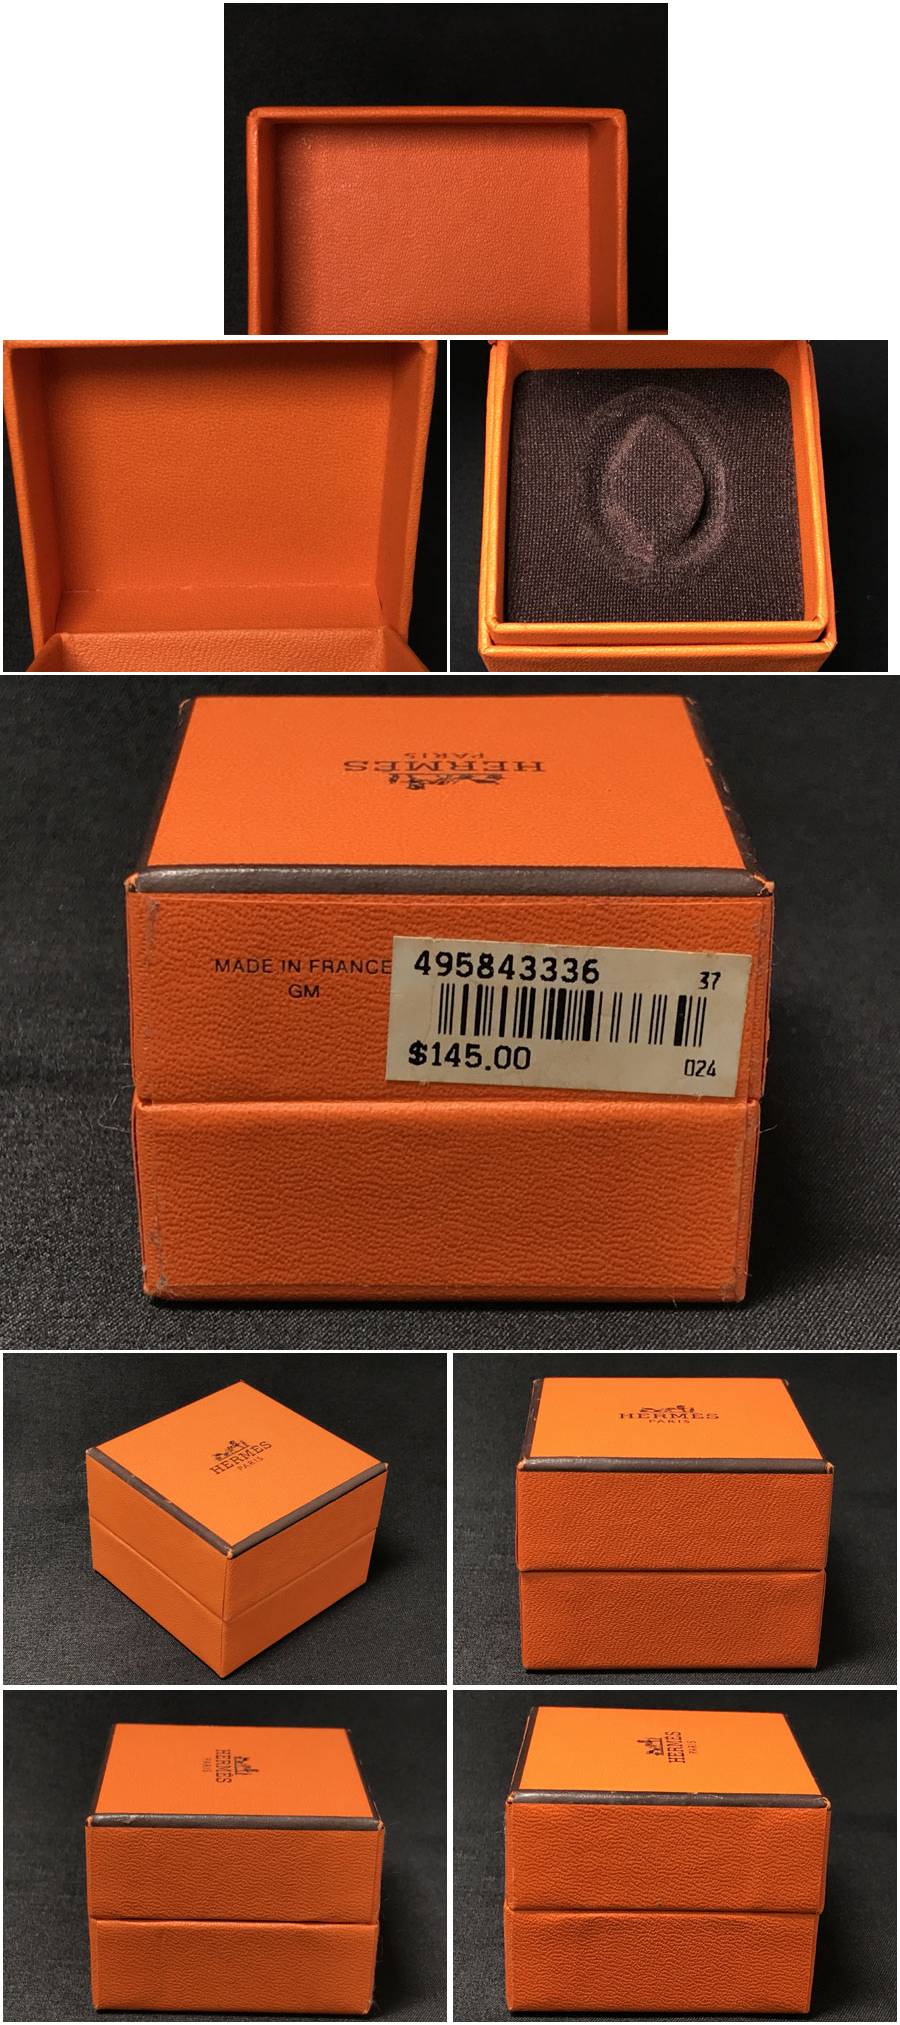 HERMES
PARIS
MADE IN FRANCE
GM
495843336
37
$145.00
024
HERMES
PARIS
HERMES
PARIS
HERMES
PARIS
HERMES
PARIS